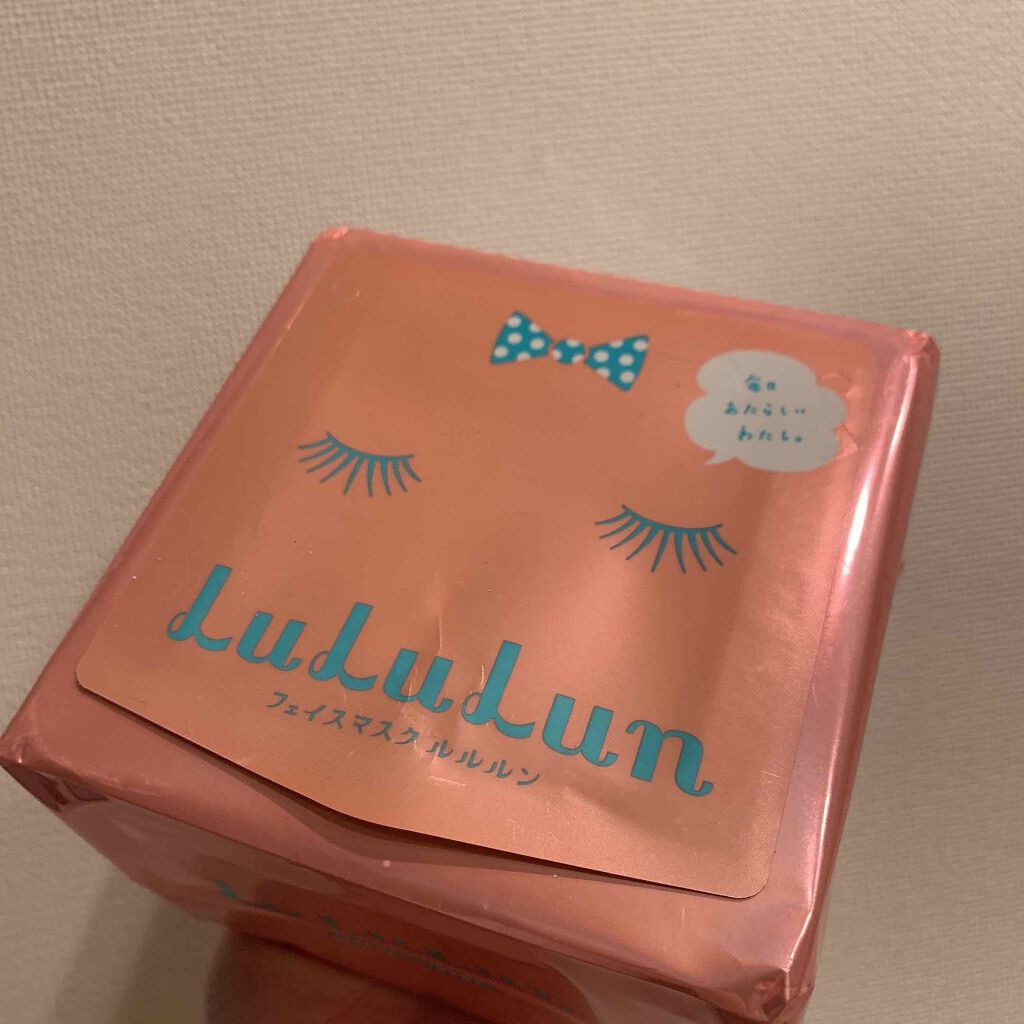 毎日
あたらしい
わたし。
LuLuLun
フェイスマスク ルルルン